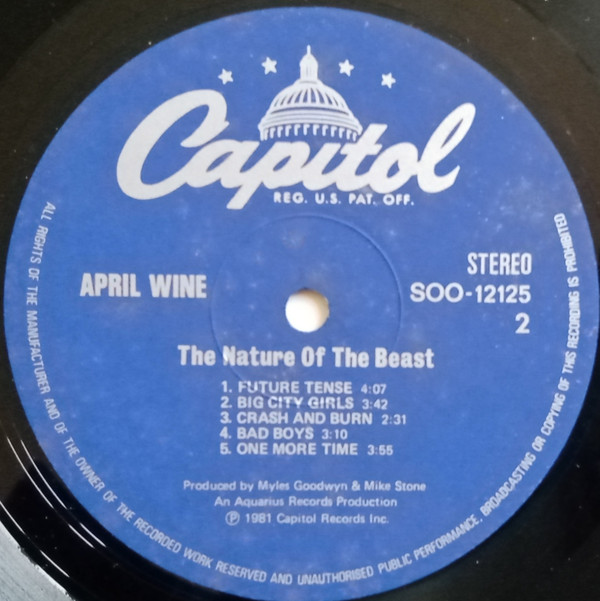 Capitol
REG. U.S. PAT. OFF.
APRIL WINE
STEREO
SOO-12125
2
The Nature Of The Beast
1. FUTURE TENSE 4:07
2. BIG CITY GIRLS 3:42
3. CRASH AND BURN 2:31
4. BAD BOYS 3:10
5. ONE MORE TIME 3:55
Produced by Myles Goodwyn & Mike Stone
An Aquarius Records Production
℗ 1981 Capitol Records Inc.
ALL RIGHTS OF THE MANUFACTURER AND OF THE OWNER OF THE RECORDED WORK RESERVED AND UNAUTHORISED PUBLIC PERFORMANCE, BROADCASTING OR COPYING OF THIS RECORDING IS PROHIBITED